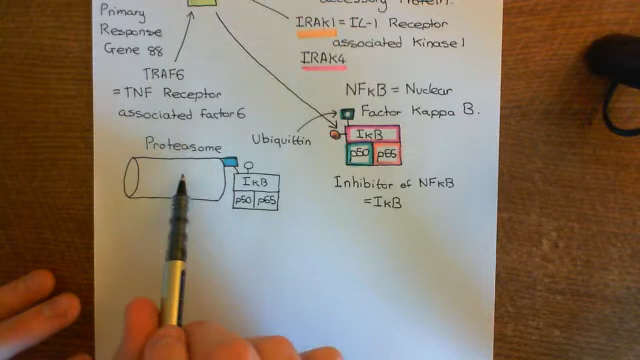 accessory Protein.
Primary
Response
Gene 88
IRAK1 = IL-1 Receptor
associated Kinase 1
IRAK4
TRAF6
= TNF Receptor
associated factor 6
NFκB = Nuclear
Factor Kappa B.
Ubiquitin
IκB
p50 p65
Proteasome
IκB
p50 p65
Inhibitor of NFκB
= IκB